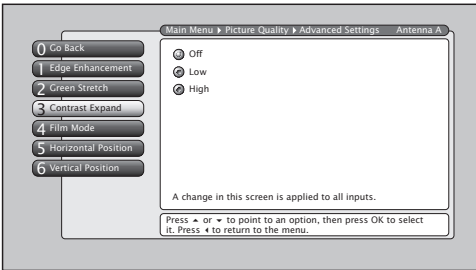 Main Menu ▸ Picture Quality ▸ Advanced Settings Antenna A
0 Go Back
1 Edge Enhancement
2 Green Stretch
3 Contrast Expand
4 Film Mode
5 Horizontal Position
6 Vertical Position
Off
Low
High
A change in this screen is applied to all inputs.
Press ▴ or ▾ to point to an option, then press OK to select
it. Press ◂ to return to the menu.